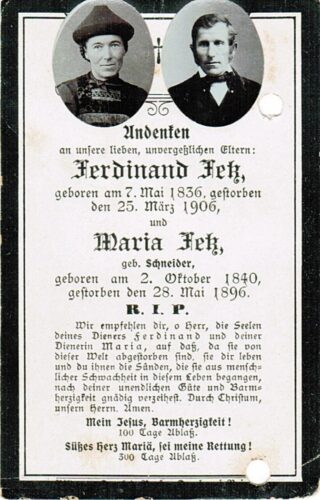 Andenken
an unsere lieben, unvergeßlichen Eltern:
Ferdinand Fetz,
geboren am 7. Mai 1836, gestorben
den 25. März 1906,
und
Maria Fetz,
geb. Schneider,
geboren am 2. Oktober 1840,
gestorben den 28. Mai 1896.
R. I. P.
Wir empfehlen dir, o Herr, die Seelen
deines Dieners Ferdinand und deiner
Dienerin Maria, auf daß, da sie von
dieser Welt abgestorben sind, sie dir leben
und du ihnen die Sünden, die sie aus mensch-
licher Schwachheit in diesem Leben begangen,
nach deiner unendlichen Güte und Barm-
herzigkeit gnädig verzeihest. Durch Christum,
unsern Herrn. Amen.
Mein Jesus, Barmherzigkeit!
100 Tage Ablaß.
Süßes Herz Mariä, sei meine Rettung!
300 Tage Ablaß.